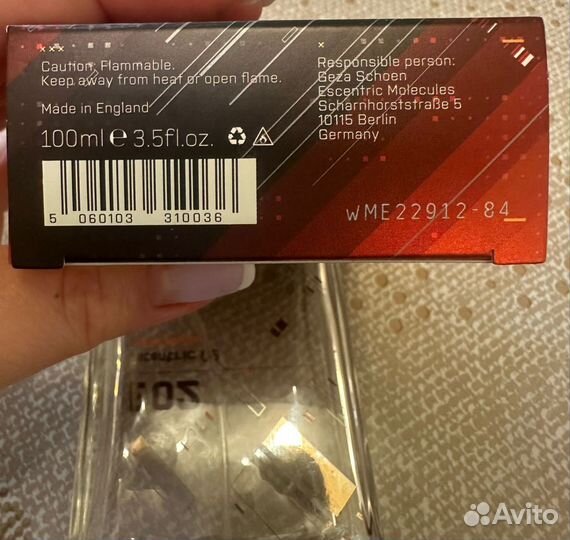 Caution: Flammable.
Keep away from heat or open flame.
Made in England
100ml e 3.5fl.oz.
5 060103 310036
Responsible person:
Geza Schoen
Escentric Molecules
Scharnhorststraße 5
10115 Berlin
Germany
WME22912-84
Avito